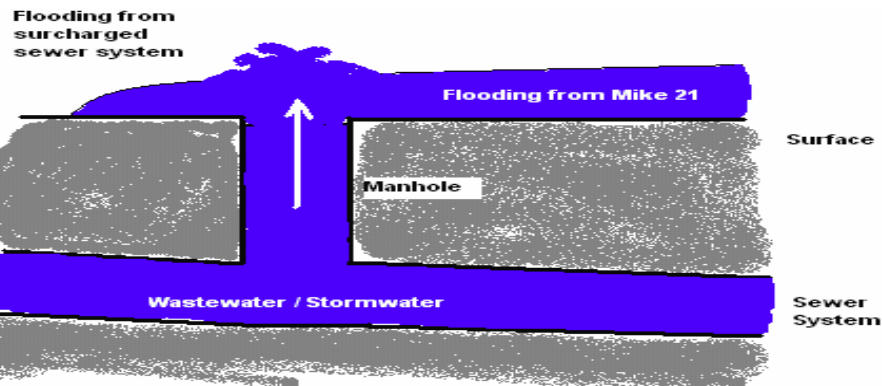 Flooding from
surcharged
sewer system
Flooding from Mike 21
Surface
Manhole
Wastewater / Stormwater
Sewer
System